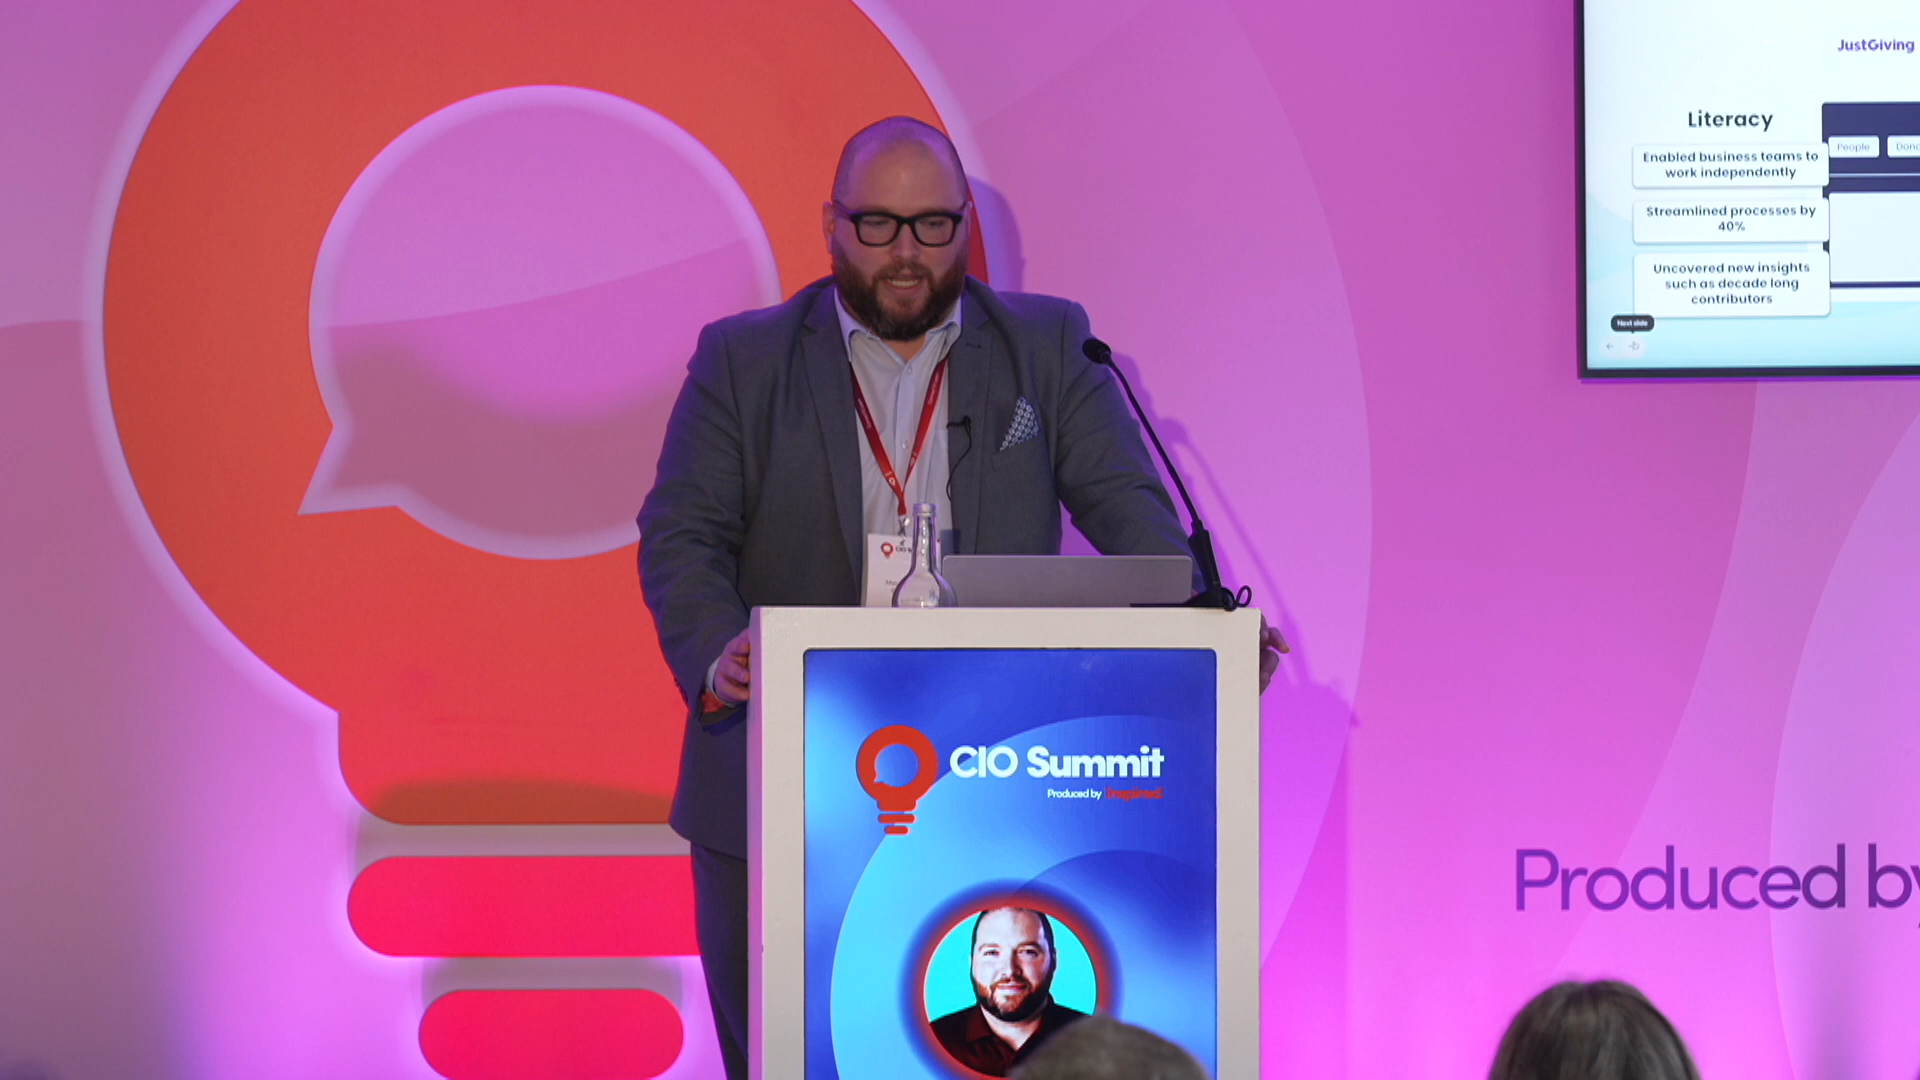 JustGiving
Literacy
People
Enabled business teams to
work independently
Streamlined processes by
40%
Uncovered new insights
such as decade long
contributors
Next slide
CIO Summit
Produced by Inspired
Produced by